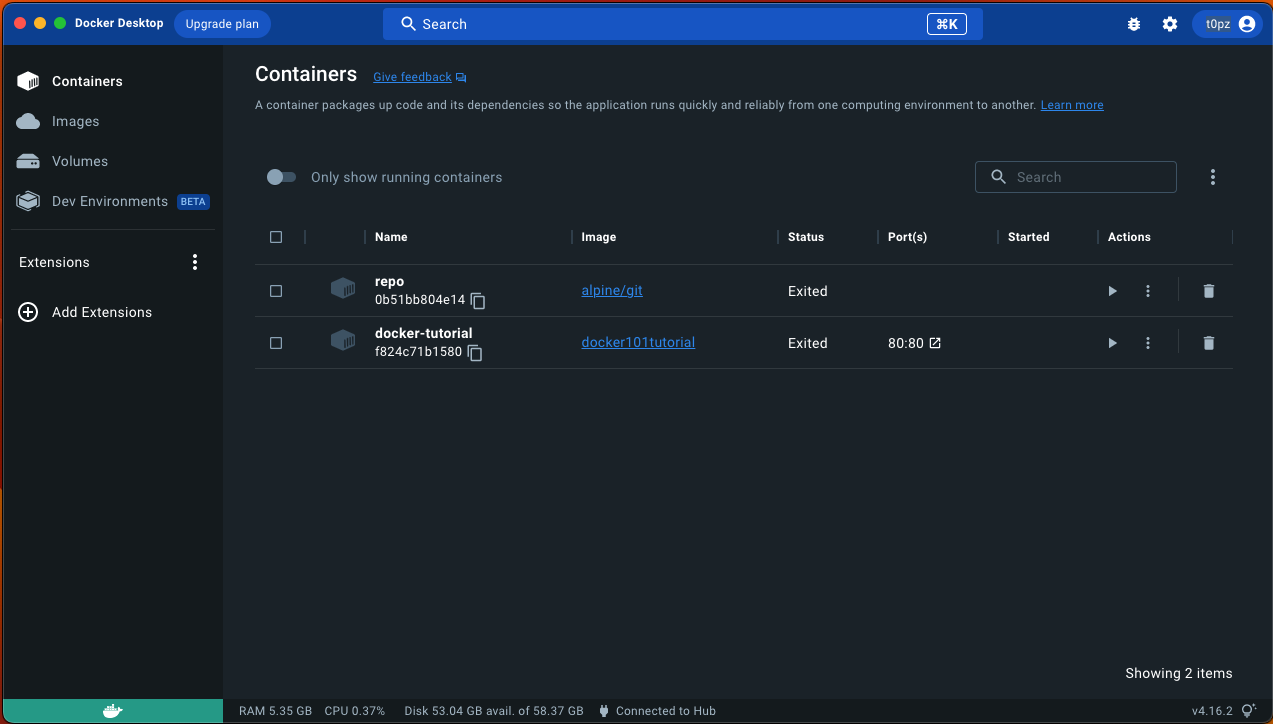 Docker Desktop Upgrade plan Search ⌘K t0pz
Containers
Images
Volumes
Dev Environments BETA
Extensions
Add Extensions
Containers Give feedback
A container packages up code and its dependencies so the application runs quickly and reliably from one computing environment to another. Learn more
Only show running containers Search
Name Image Status Port(s) Started Actions
repo
0b51bb804e14 alpine/git Exited
docker-tutorial
f824c71b1580 docker101tutorial Exited 80:80
Showing 2 items
RAM 5.35 GB CPU 0.37% Disk 53.04 GB avail. of 58.37 GB Connected to Hub v4.16.2